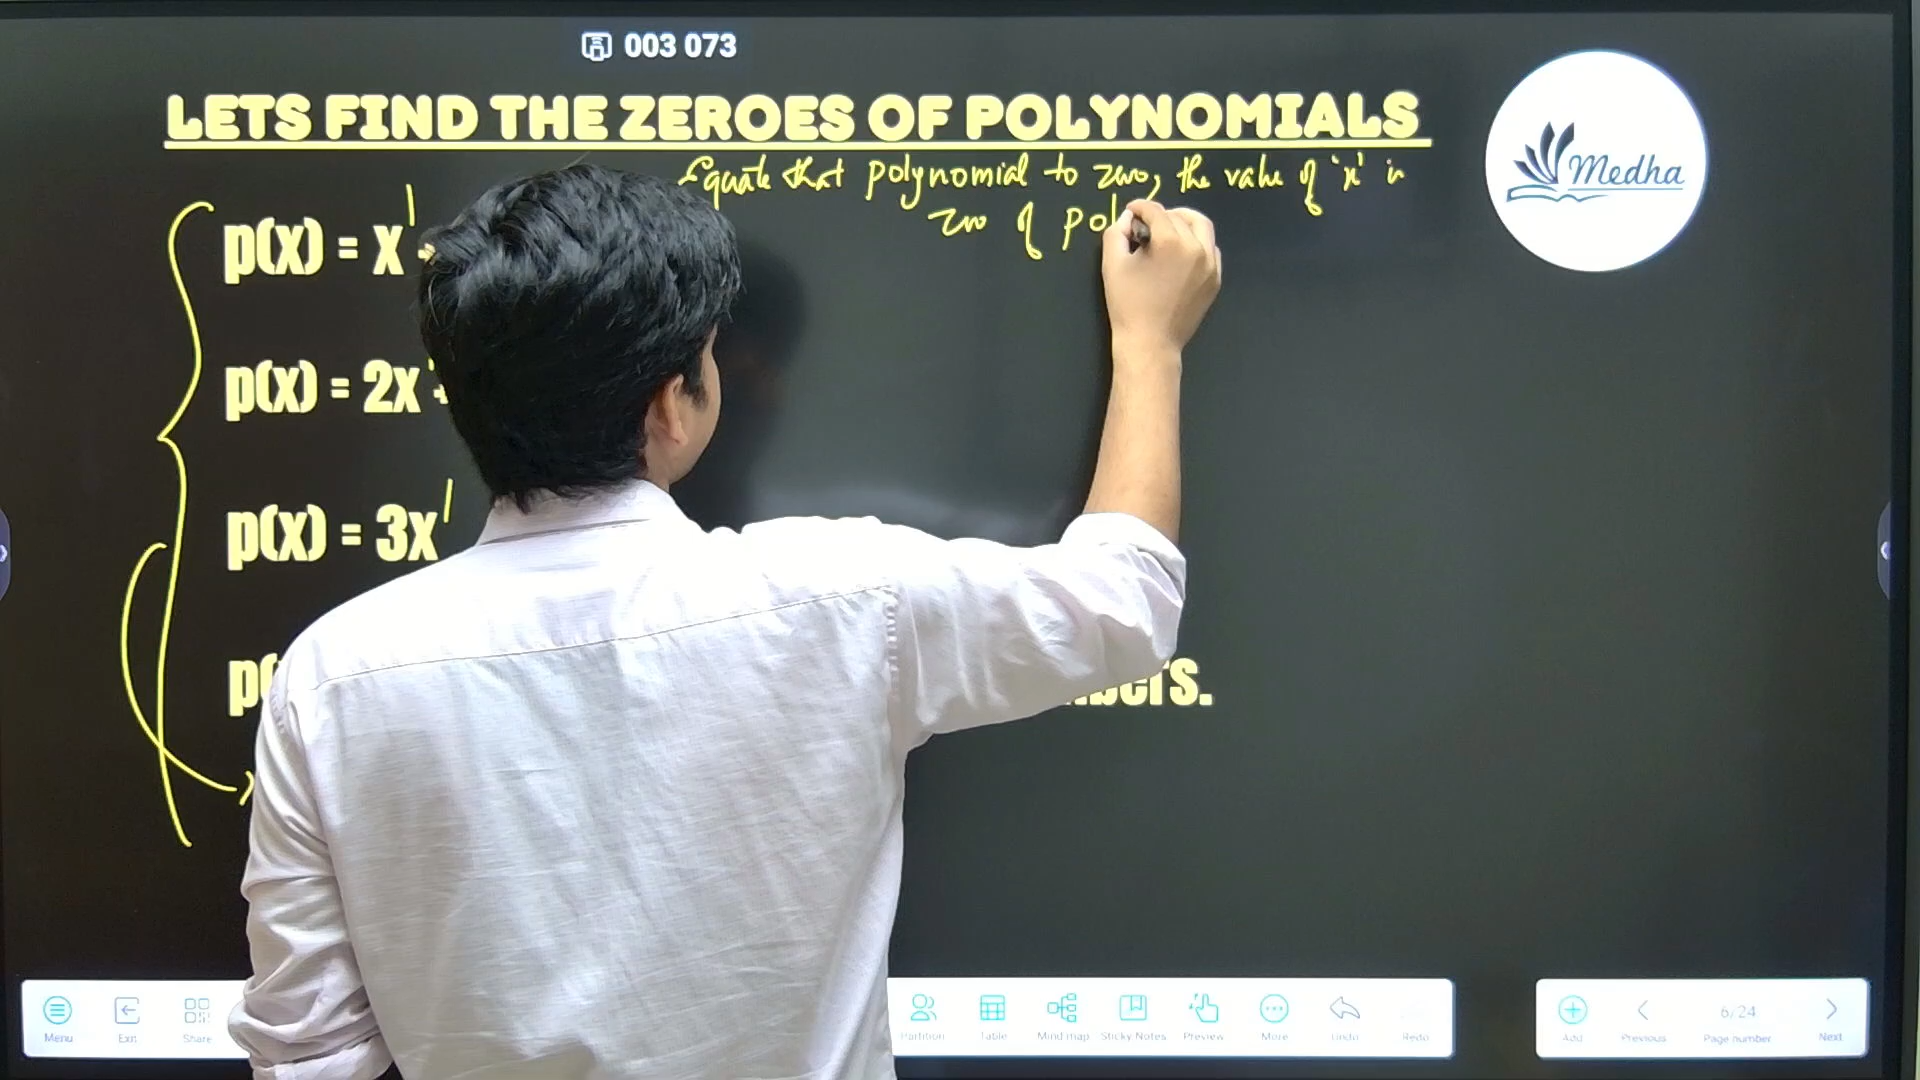 003 073
LETS FIND THE ZEROES OF POLYNOMIALS
Equate that polynomial to zero, the value of 'x' is
zero of pol
Medha
p(x) = x¹
p(x) = 2x
p(x) = 3x¹
Menu
Exit
Share
Partition
Table
Mind map
Sticky Notes
Preview
More
Undo
Redo
Add
Previous
6/24
Page number
Next